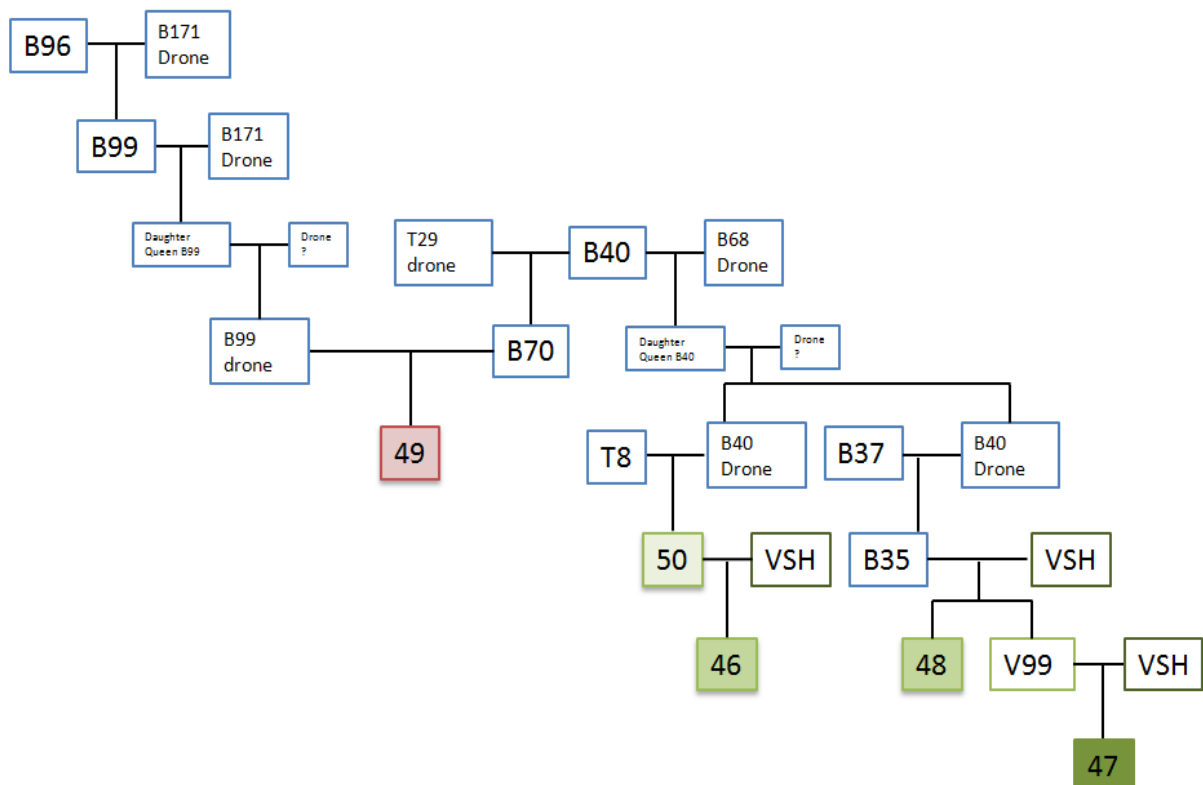 B96
B171
Drone
B99
B171
Drone
Daughter
Queen B99
Drone
?
T29
drone
B40
B68
Drone
B99
drone
B70
Daughter
Queen B40
Drone
?
49
T8
B40
Drone
B37
B40
Drone
50
VSH
B35
VSH
46
48
V99
VSH
47